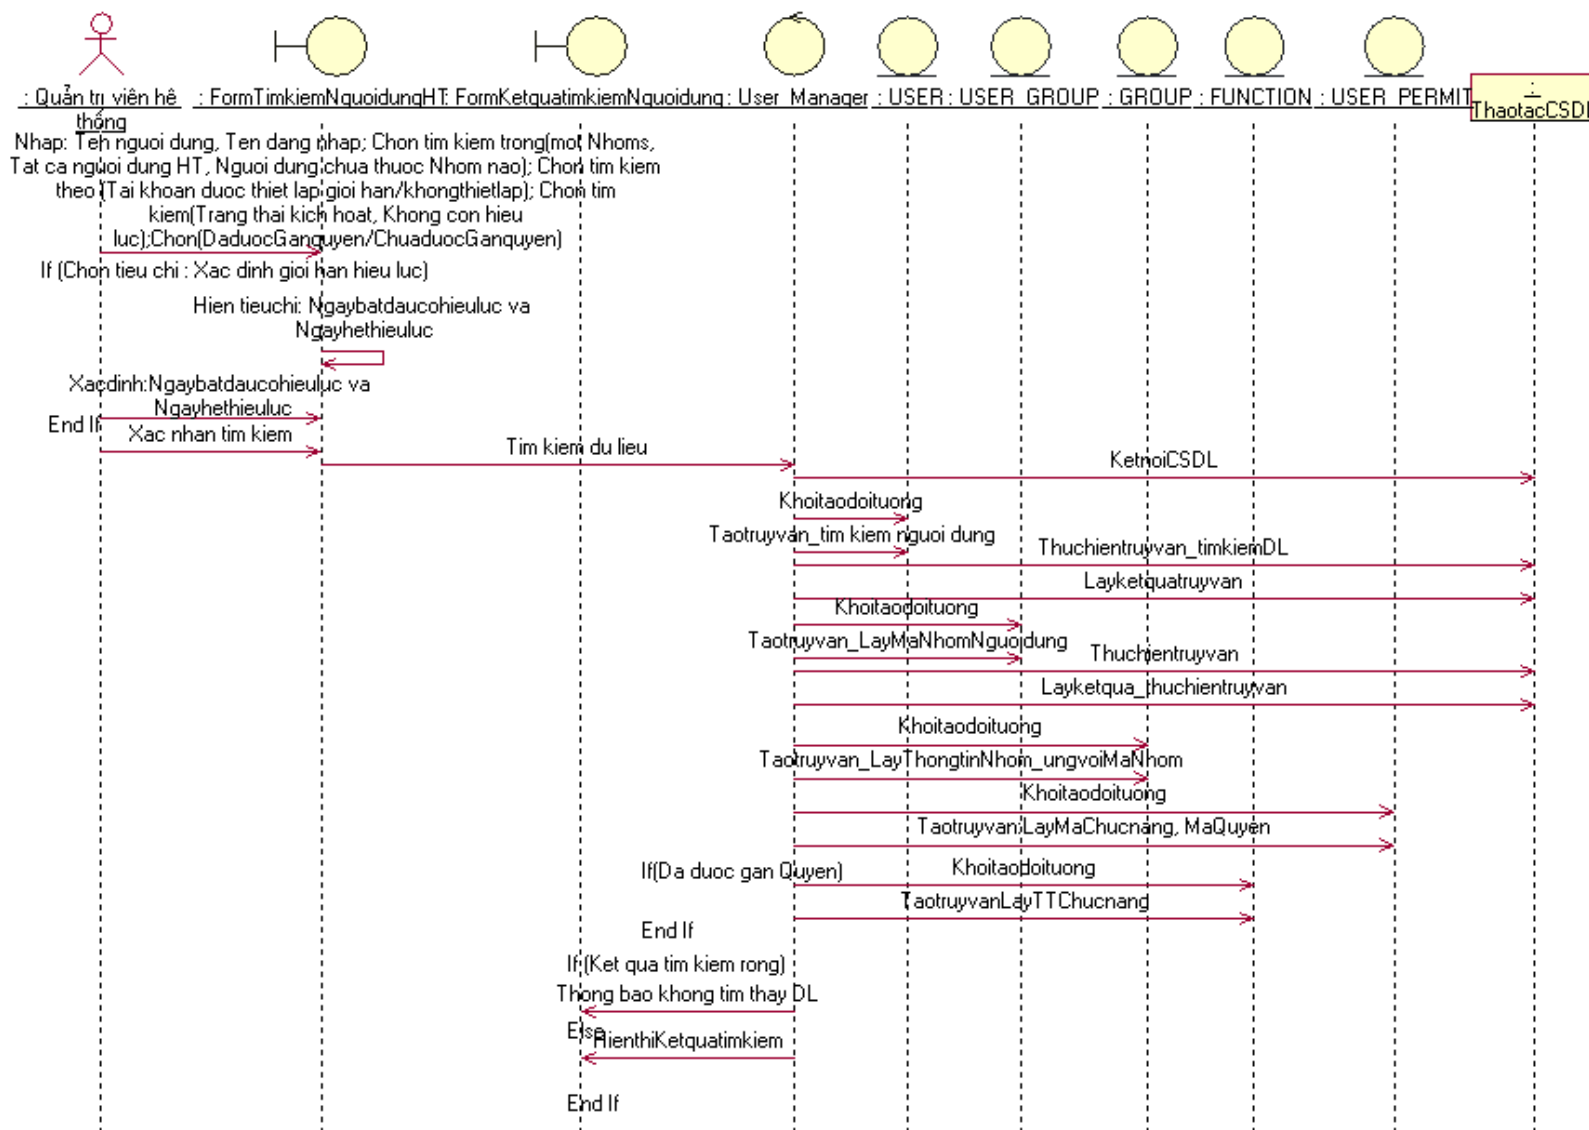 : Quản trị viên hệ thống
: FormTimkiemNguoidungHT
: FormKetquatimkiemNguoidung
: User_Manager
: USER
: USER_GROUP
: GROUP
: FUNCTION
: USER_PERMIT
: ThaotacCSDL
Nhap: Ten nguoi dung, Ten dang nhap; Chon tim kiem trong(mot Nhoms,
Tat ca nguoi dung HT, Nguoi dung chua thuoc Nhom nao); Chon tim kiem
theo (Tai khoan duoc thiet lap gioi han/khongthietlap); Chon tim
kiem(Trang thai kich hoat, Khong con hieu
luc);Chon(DaduocGanquyen/ChuaduocGanquyen)
If (Chon tieu chi : Xac dinh gioi han hieu luc)
Hien tieuchi: Ngaybatdaucohieuluc va
Ngayhethieuluc
Xacdinh:Ngaybatdaucohieuluc va
Ngayhethieuluc
End If
Xac nhan tim kiem
Tim kiem du lieu
KetnoiCSDL
Khoitaodoituong
Taotruyvan_tim kiem nguoi dung
Thuchientruyvan_timkiemDL
Layketquatruyvan
Khoitaodoituong
Taotruyvan_LayMaNhomNguoidung
Thuchientruyvan
Layketqua_thuchientruyvan
Khoitaodoituong
Taotruyvan_LayThongtinNhom_ungvoiMaNhom
Khoitaodoituong
Taotruyvan:LayMaChucnang, MaQuyen
If(Da duoc gan Quyen)
Khoitaodoituong
TaotruyvanLayTTChucnang
End If
If (Ket qua tim kiem rong)
Thong bao khong tim thay DL
Else
HienthiKetquatimkiem
End If